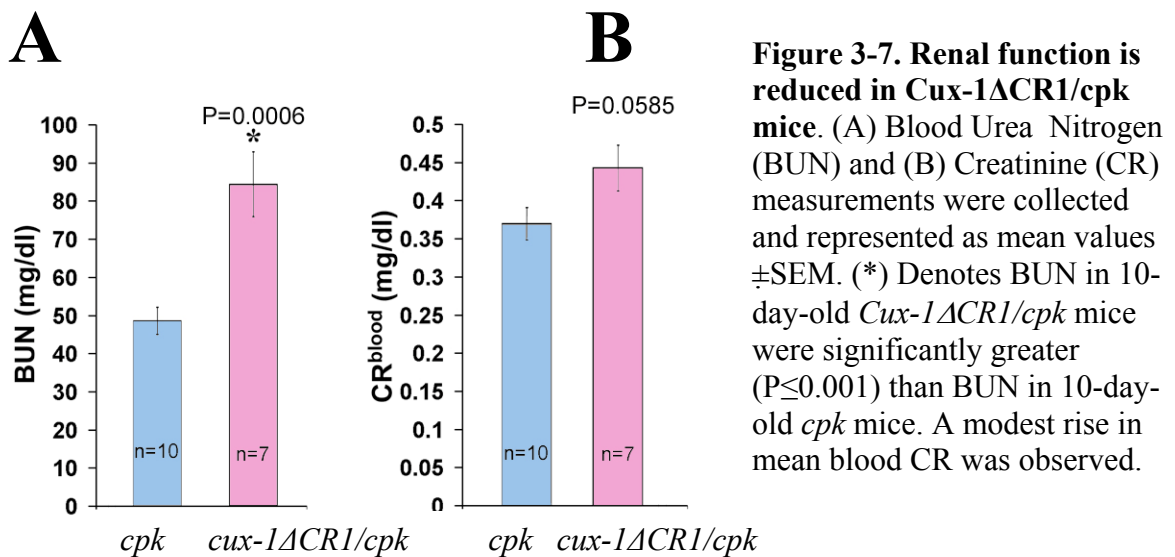 A
P=0.0006
*
100
90
80
70
60
50
40
30
20
10
0
BUN (mg/dl)
n=10
n=7
cpk
cux-1ΔCR1/cpk
B
P=0.0585
0.5
0.45
0.4
0.35
0.3
0.25
0.2
0.15
0.1
0.05
0
CR^blood (mg/dl)
n=10
n=7
cpk
cux-1ΔCR1/cpk
Figure 3-7. Renal function is
reduced in Cux-1ΔCR1/cpk
mice. (A) Blood Urea Nitrogen
(BUN) and (B) Creatinine (CR)
measurements were collected
and represented as mean values
±SEM. (*) Denotes BUN in 10-
day-old Cux-1ΔCR1/cpk mice
were significantly greater
(P≤0.001) than BUN in 10-day-
old cpk mice. A modest rise in
mean blood CR was observed.